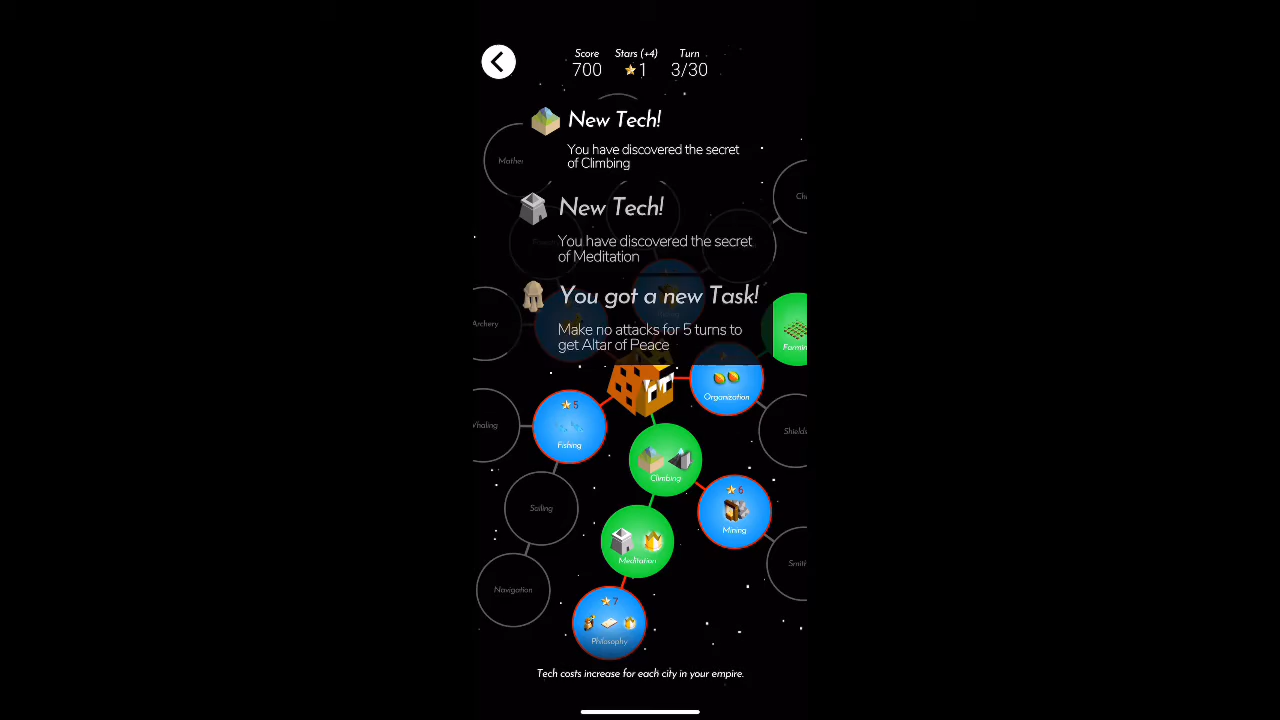 Score
Stars (+4)
Turn
700
1
3/30
New Tech!
You have discovered the secret
of Climbing
New Tech!
You have discovered the secret
of Meditation
You got a new Task!
Make no attacks for 5 turns to
get Altar of Peace
Archery
Organization
5
Fishing
Climbing
6
Mining
Sailing
Meditation
Navigation
7
Philosophy
Tech costs increase for each city in your empire.